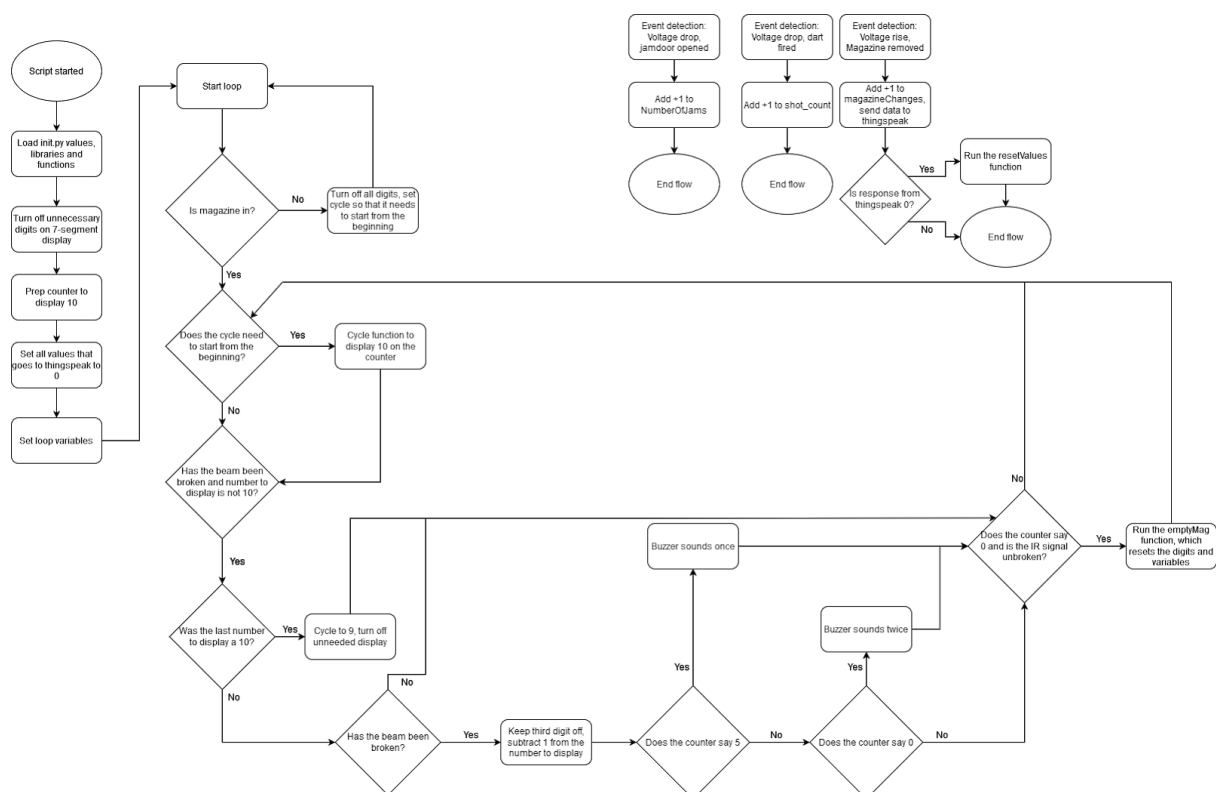 Script started
Load init.py values,
libraries and
functions
Turn off unnecessary
digits on 7-segment
display
Prep counter to
display 10
Set all values that
goes to thingspeak to
0
Set loop variables
Start loop
Is magazine in?
No
Turn off all digits, set
cycle so that it needs
to start from the
beginning
Yes
Does the cycle need
to start from the
beginning?
Yes
Cycle function to
display 10 on the
counter
No
Has the beam been
broken and number to
display is not 10?
Yes
Was the last number
to display a 10?
Yes
Cycle to 9, turn off
unneeded display
No
Has the beam been
broken?
No
Yes
Keep third digit off,
subtract 1 from the
number to display
Does the counter say 5
Yes
Buzzer sounds once
No
Does the counter say 0
Yes
Buzzer sounds twice
No
Does the counter say
0 and is the IR signal
unbroken?
No
Yes
Run the emptyMag
function, which
resets the digits and
variables
Event detection:
Voltage drop,
jamdoor opened
Add +1 to
NumberOfJams
End flow
Event detection:
Voltage drop, dart
fired
Add +1 to shot_count
End flow
Event detection:
Voltage rise,
Magazine removed
Add +1 to
magazineChanges,
send data to
thingspeak
Is response from
thingspeak 0?
Yes
Run the resetValues
function
No
End flow